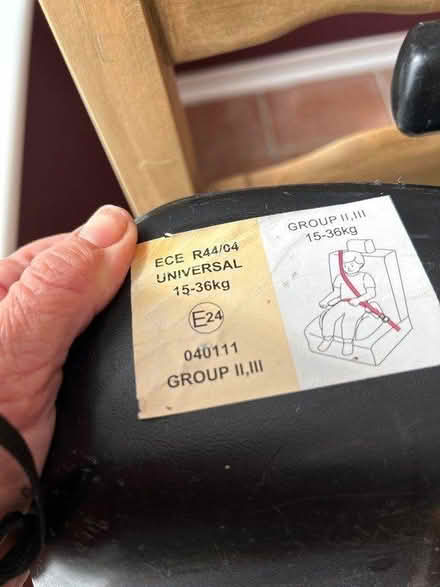 ECE R44/04
UNIVERSAL
15-36kg
E24
040111
GROUP II,III
GROUP II,III
15-36kg